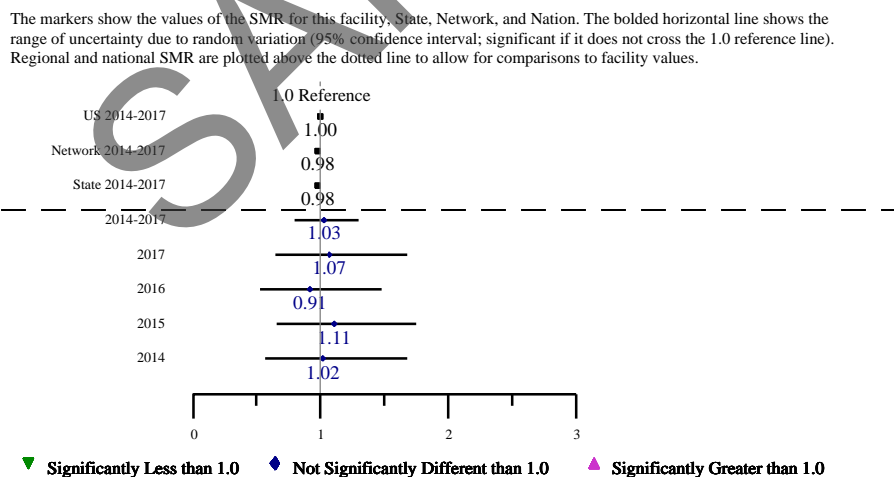 The markers show the values of the SMR for this facility, State, Network, and Nation. The bolded horizontal line shows the
range of uncertainty due to random variation (95% confidence interval; significant if it does not cross the 1.0 reference line).
Regional and national SMR are plotted above the dotted line to allow for comparisons to facility values.
1.0 Reference
US 2014-2017
1.00
Network 2014-2017
0.98
State 2014-2017
0.98
2014-2017
1.03
2017
1.07
2016
0.91
2015
1.11
2014
1.02
0 1 2 3
Significantly Less than 1.0 Not Significantly Different than 1.0 Significantly Greater than 1.0